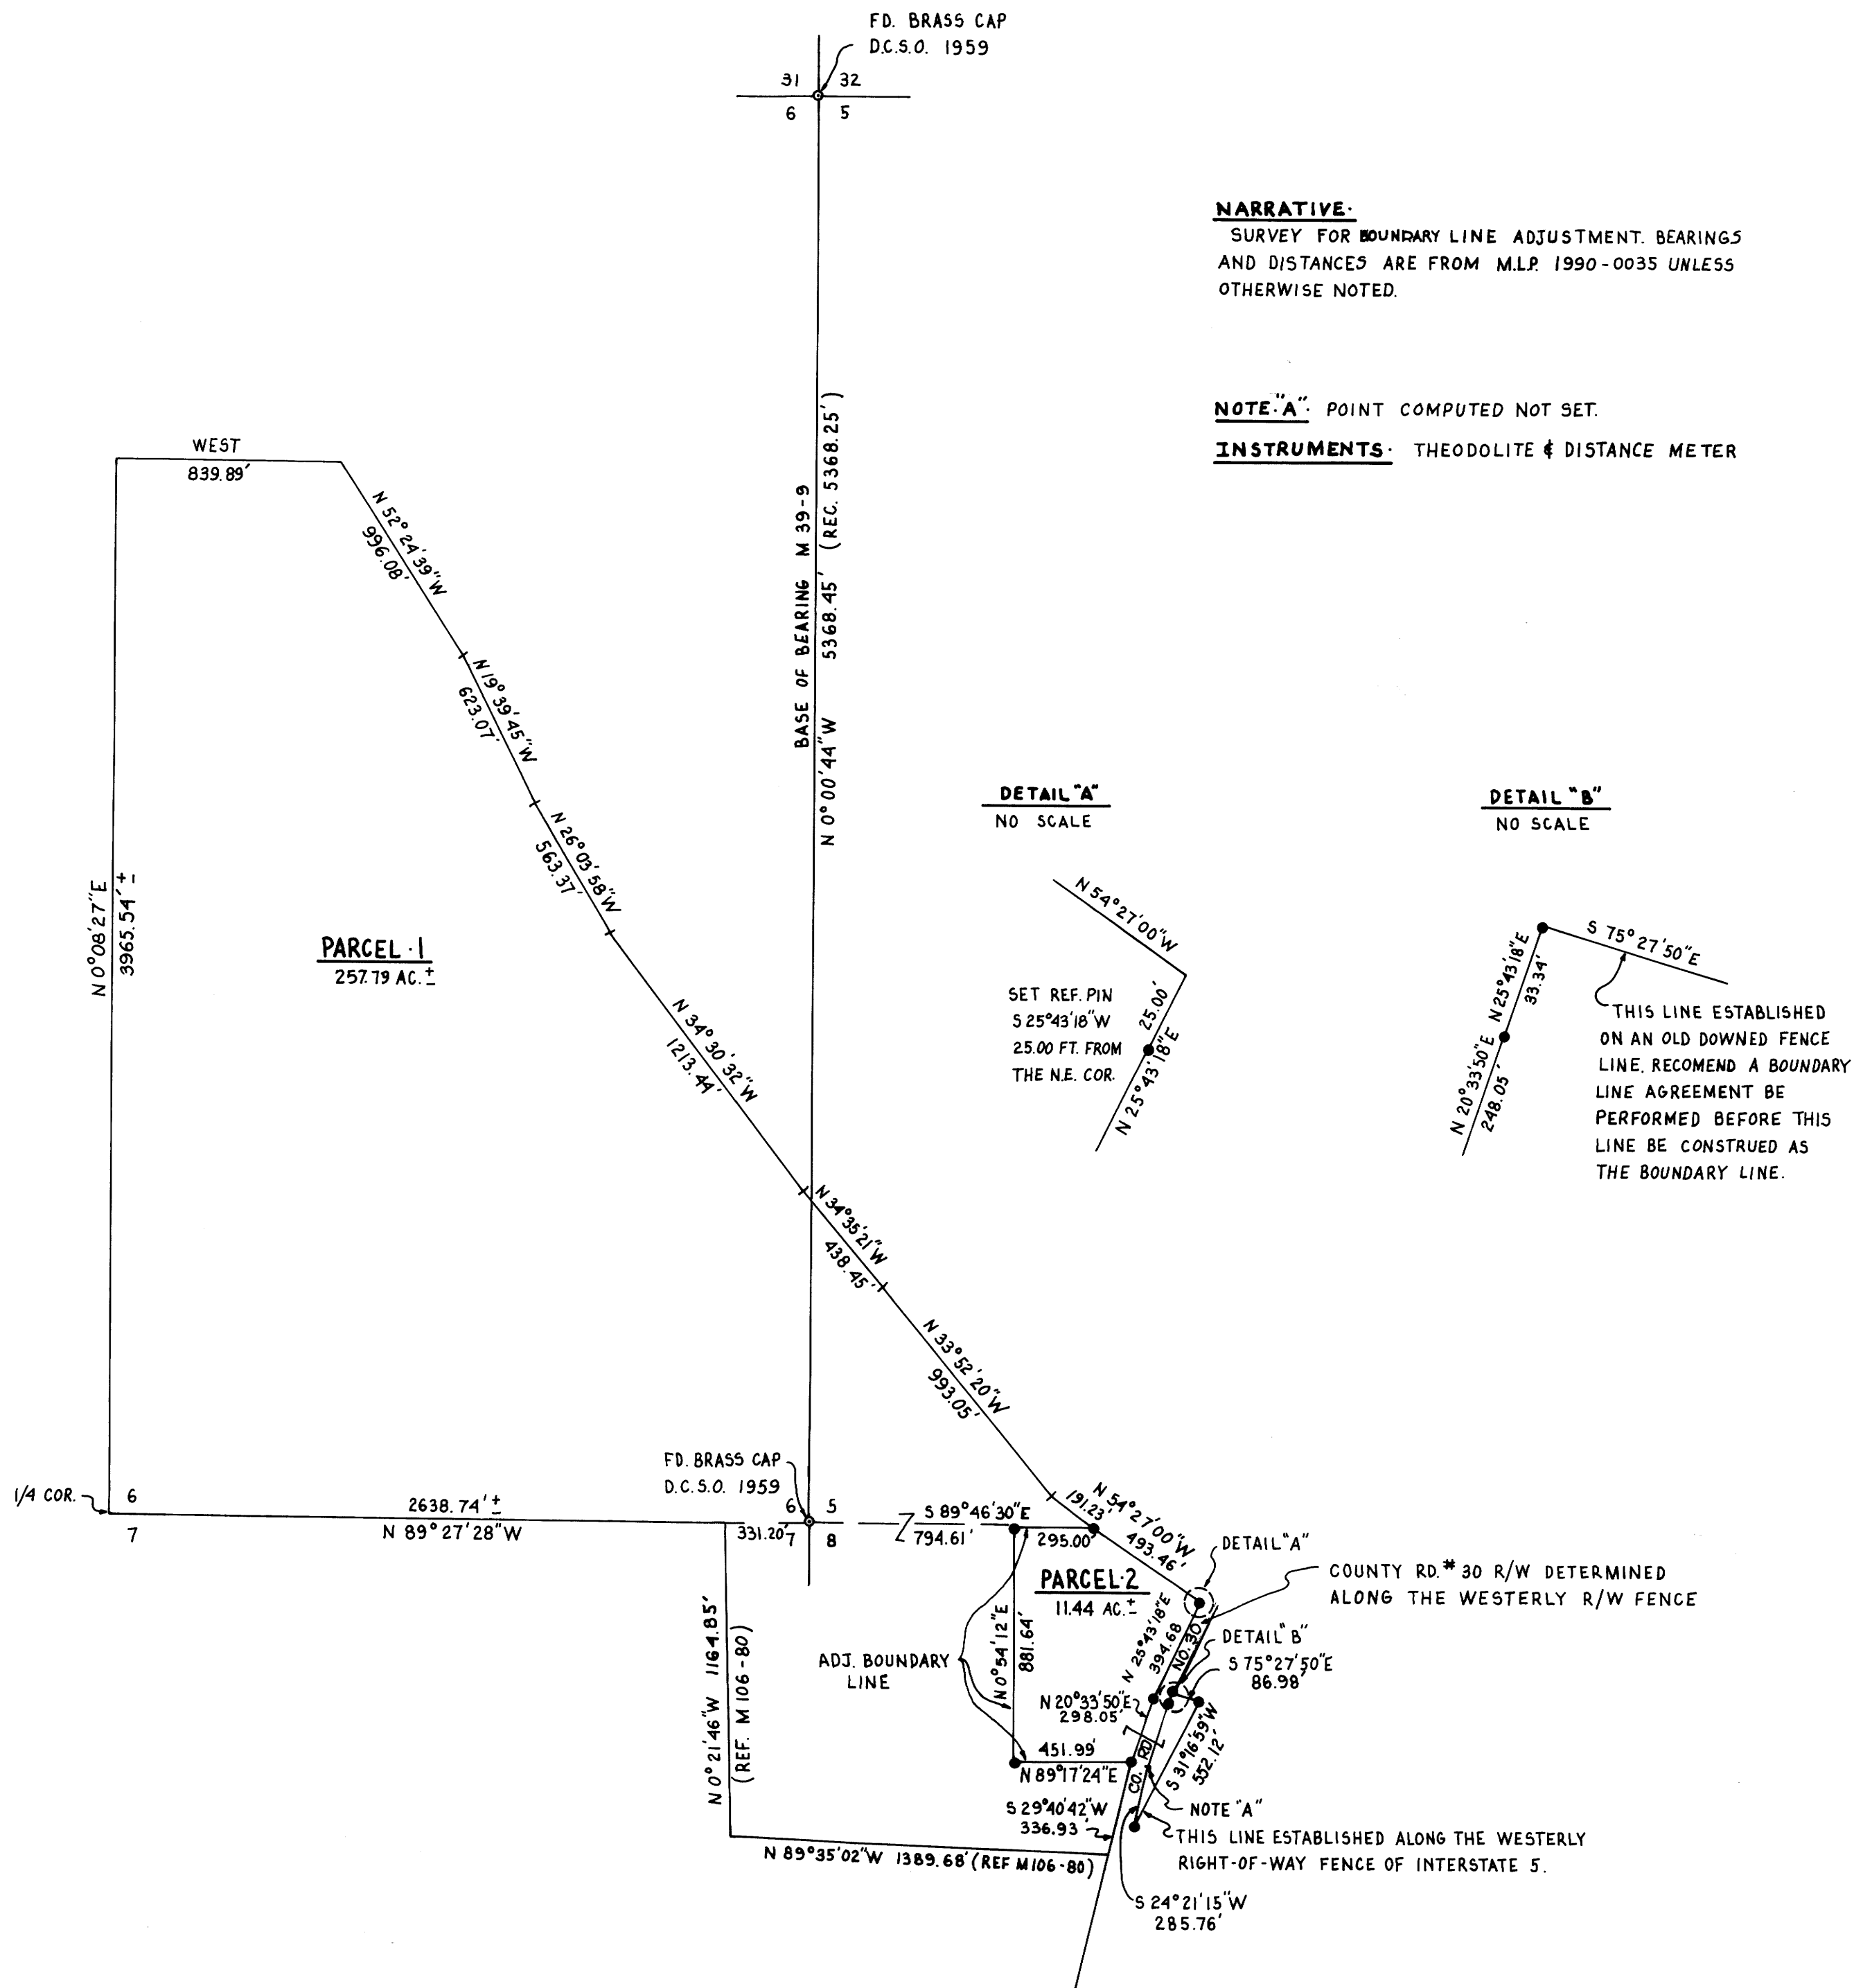 FD. BRASS CAP
D.C.S.O. 1959
31 32
6 5
NARRATIVE·
SURVEY FOR BOUNDARY LINE ADJUSTMENT. BEARINGS
AND DISTANCES ARE FROM M.L.P. 1990-0035 UNLESS
OTHERWISE NOTED.
NOTE·"A"· POINT COMPUTED NOT SET.
INSTRUMENTS· THEODOLITE & DISTANCE METER
WEST
839.89'
N 52° 24' 39" W
996.08'
N 19° 39' 45" W
623.07'
N 26° 03' 58" W
563.37'
N 34° 30' 32" W
1213.44'
N 34° 35' 21" W
438.45'
N 33° 52' 20" W
993.05'
BASE OF BEARING M 39-9
N 0° 00' 44" W 5368.45' (REC. 5368.25')
N 0° 08' 27" E
3965.54' ±
PARCEL·1
257.79 AC. ±
DETAIL "A"
NO SCALE
N 54° 27' 00" W
SET REF. PIN
S 25° 43' 18" W
25.00 FT. FROM
THE N.E. COR.
25.00'
N 25° 43' 18" E
DETAIL "B"
NO SCALE
S 75° 27' 50" E
N 25° 43' 18" E
33.34'
N 20° 33' 50" E
248.05'
THIS LINE ESTABLISHED
ON AN OLD DOWNED FENCE
LINE. RECOMEND A BOUNDARY
LINE AGREEMENT BE
PERFORMED BEFORE THIS
LINE BE CONSTRUED AS
THE BOUNDARY LINE.
FD. BRASS CAP
D.C.S.O. 1959
1/4 COR.
6
7
2638.74' ±
N 89° 27' 28" W
331.20'
6 5
7 8
S 89° 46' 30" E
794.61'
295.00'
191.23'
N 54° 27' 00" W
493.46'
DETAIL "A"
COUNTY RD. # 30 R/W DETERMINED
ALONG THE WESTERLY R/W FENCE
PARCEL·2
11.44 AC. ±
N 25° 43' 18" E
394.68
NO. 30
DETAIL "B"
S 75° 27' 50" E
86.98'
ADJ. BOUNDARY
LINE
N 0° 54' 12" E
881.64'
N 20° 33' 50" E
298.05'
451.99'
N 89° 17' 24" E
CO. RD
S 31° 16' 59" W
552.12'
N 0° 21' 46" W 1164.85'
(REF. M 106-80)
S 29° 40' 42" W
336.93'
NOTE "A"
THIS LINE ESTABLISHED ALONG THE WESTERLY
RIGHT-OF-WAY FENCE OF INTERSTATE 5.
N 89° 35' 02" W 1389.68' (REF M 106-80)
S 24° 21' 15" W
285.76'